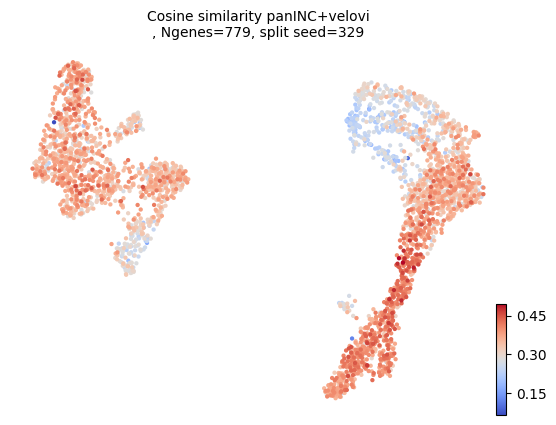 Cosine similarity panINC+velovi
, Ngenes=779, split seed=329
0.45
0.30
0.15